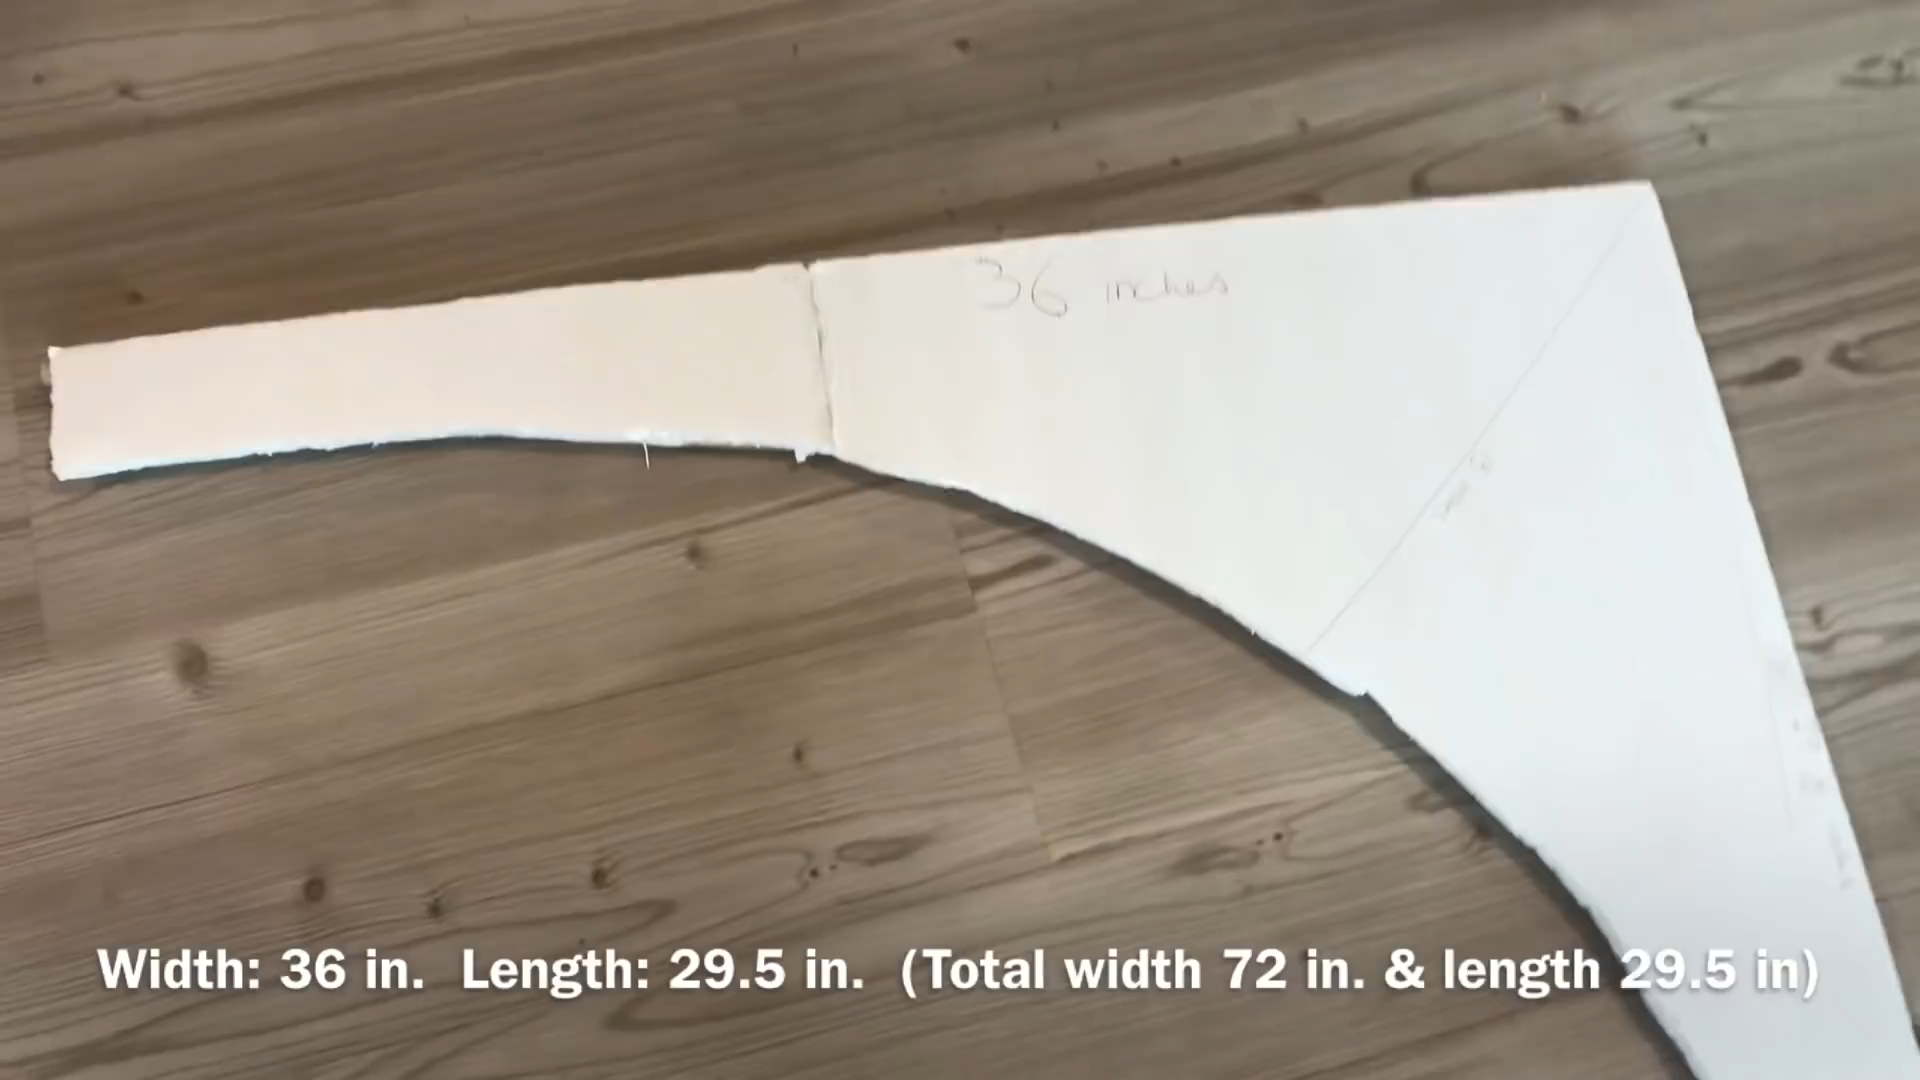 36 inches
Width: 36 in. Length: 29.5 in. (Total width 72 in. & length 29.5 in)